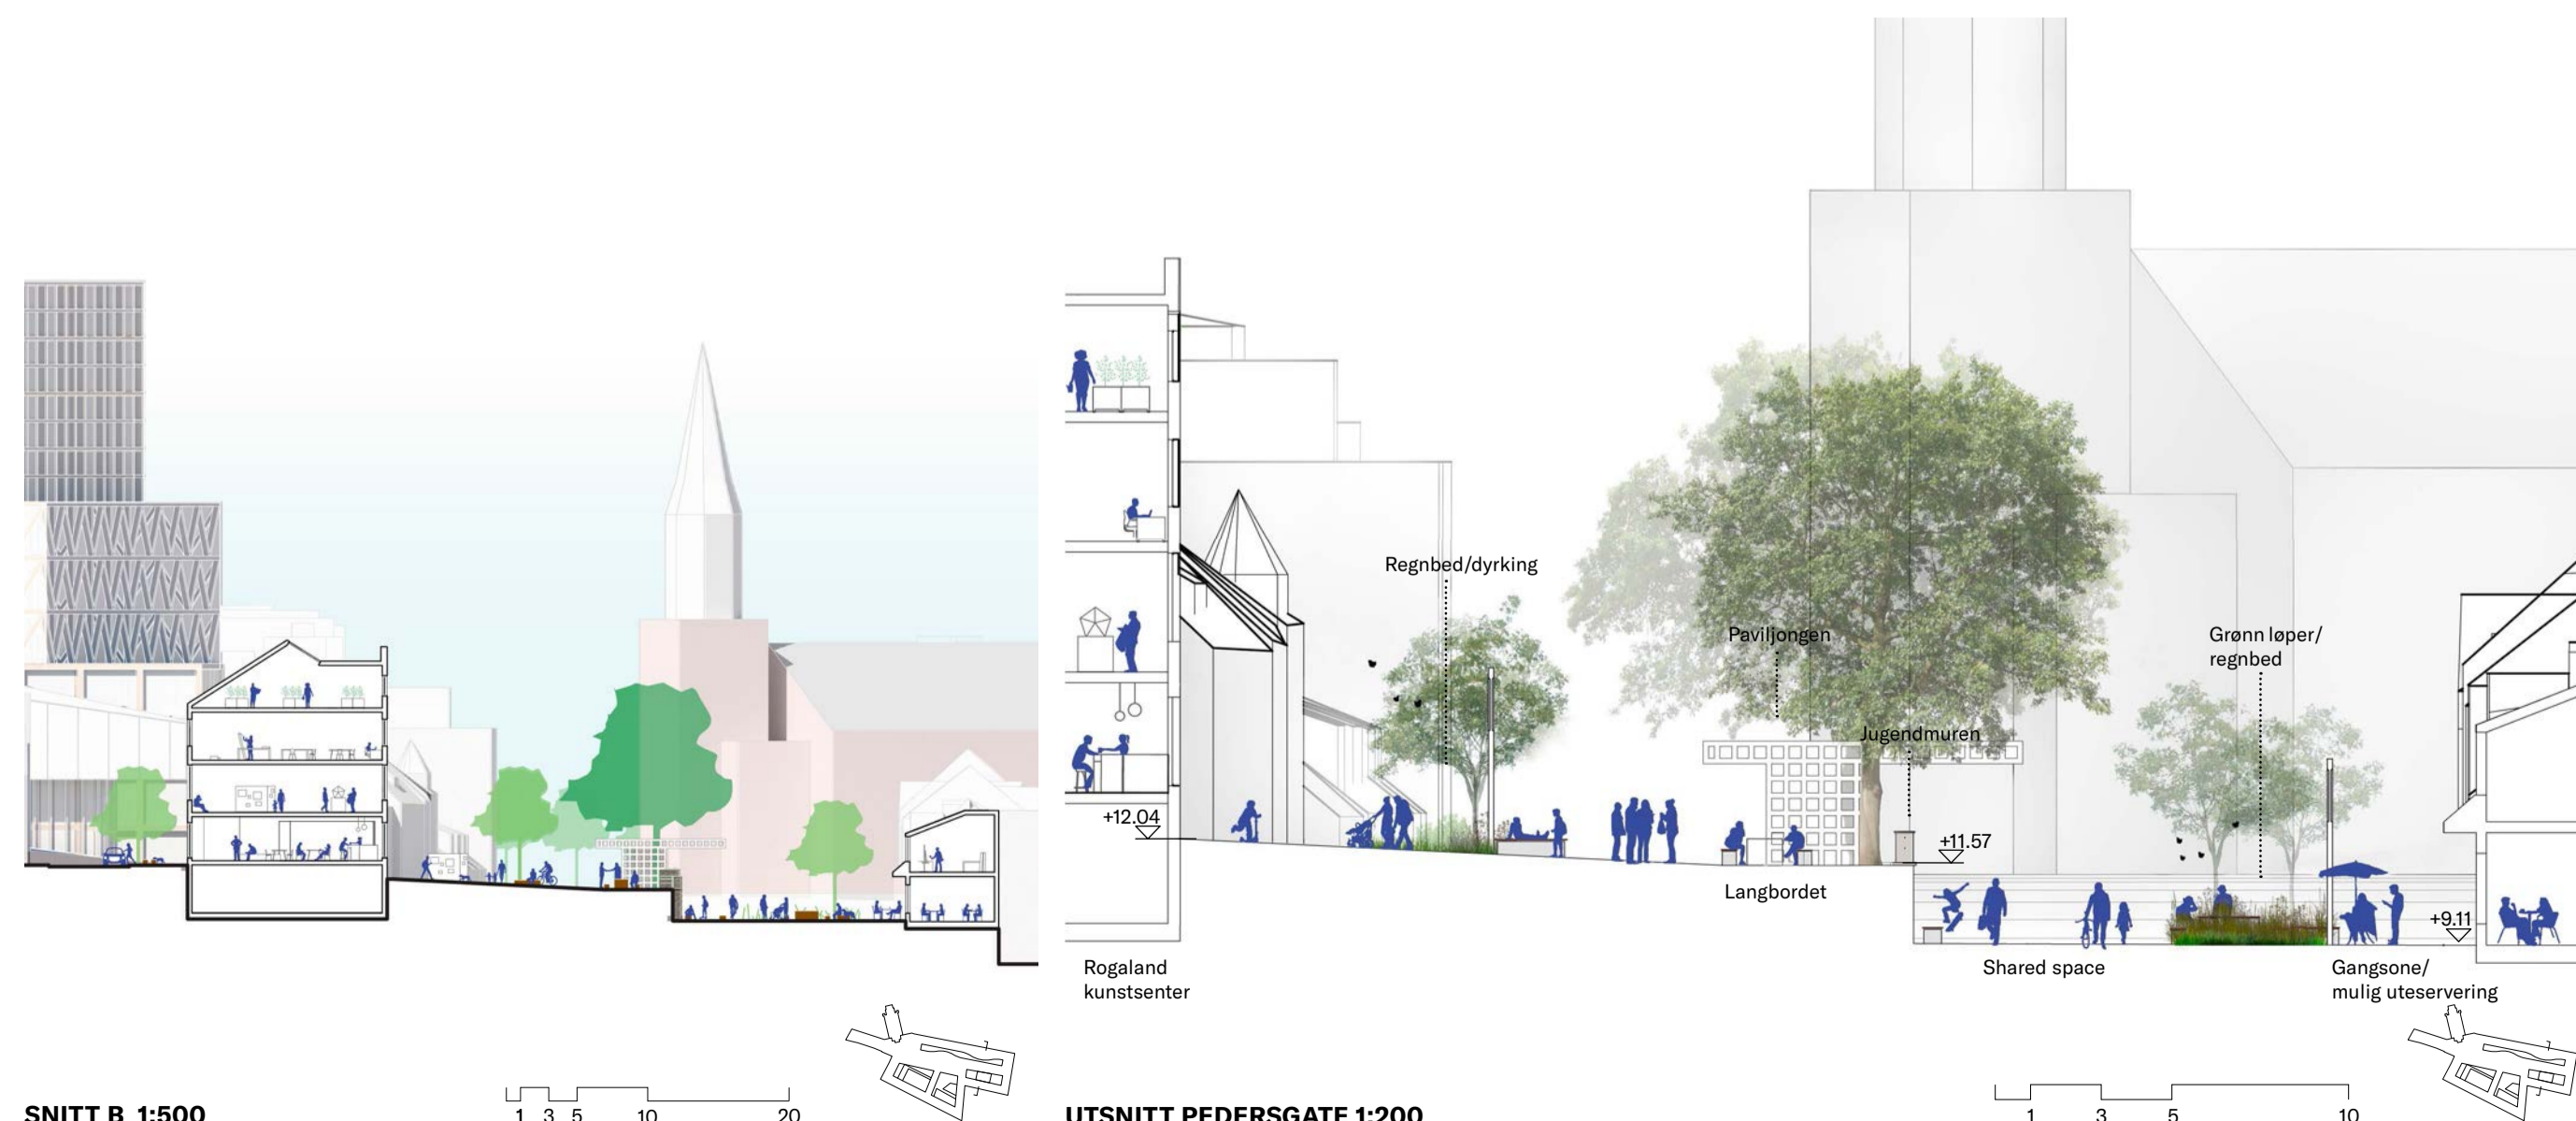 Regnbed/dyrking
Paviljongen
Grønn løper/
regnbed
Jugendmuren
+12.04
+11.57
Langbordet
+9.11
Rogaland
kunstsenter
Shared space
Gangsone/
mulig uteservering
SNITT B 1:500
1 3 5 10 20
UTSNITT PEDERSGATE 1:200
1 3 5 10